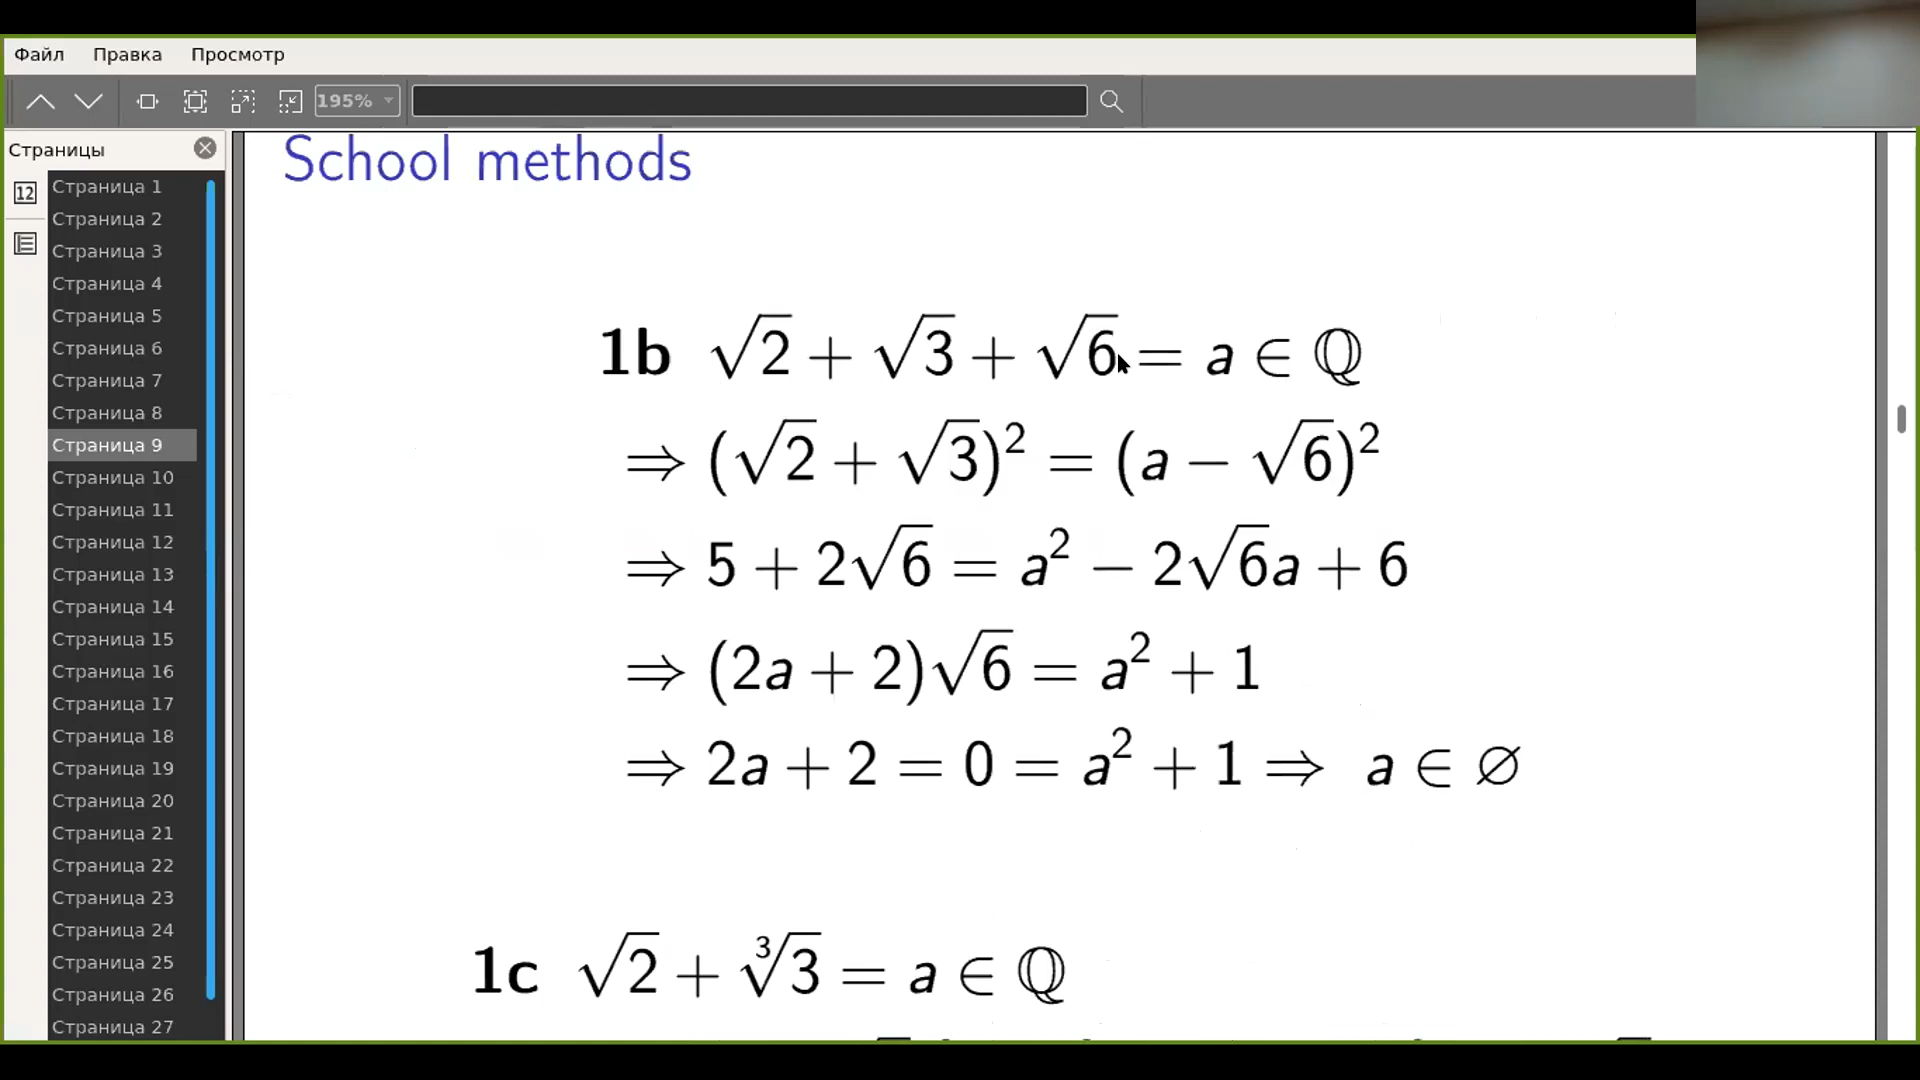 Файл Правка Просмотр
195%
Страницы
12
Страница 1
Страница 2
Страница 3
Страница 4
Страница 5
Страница 6
Страница 7
Страница 8
Страница 9
Страница 10
Страница 11
Страница 12
Страница 13
Страница 14
Страница 15
Страница 16
Страница 17
Страница 18
Страница 19
Страница 20
Страница 21
Страница 22
Страница 23
Страница 24
Страница 25
Страница 26
Страница 27
School methods
1b √2 + √3 + √6 = a ∈ ℚ
⇒ (√2 + √3)² = (a − √6)²
⇒ 5 + 2√6 = a² − 2√6a + 6
⇒ (2a + 2)√6 = a² + 1
⇒ 2a + 2 = 0 = a² + 1 ⇒ a ∈ ∅
1c √2 + ∛3 = a ∈ ℚ